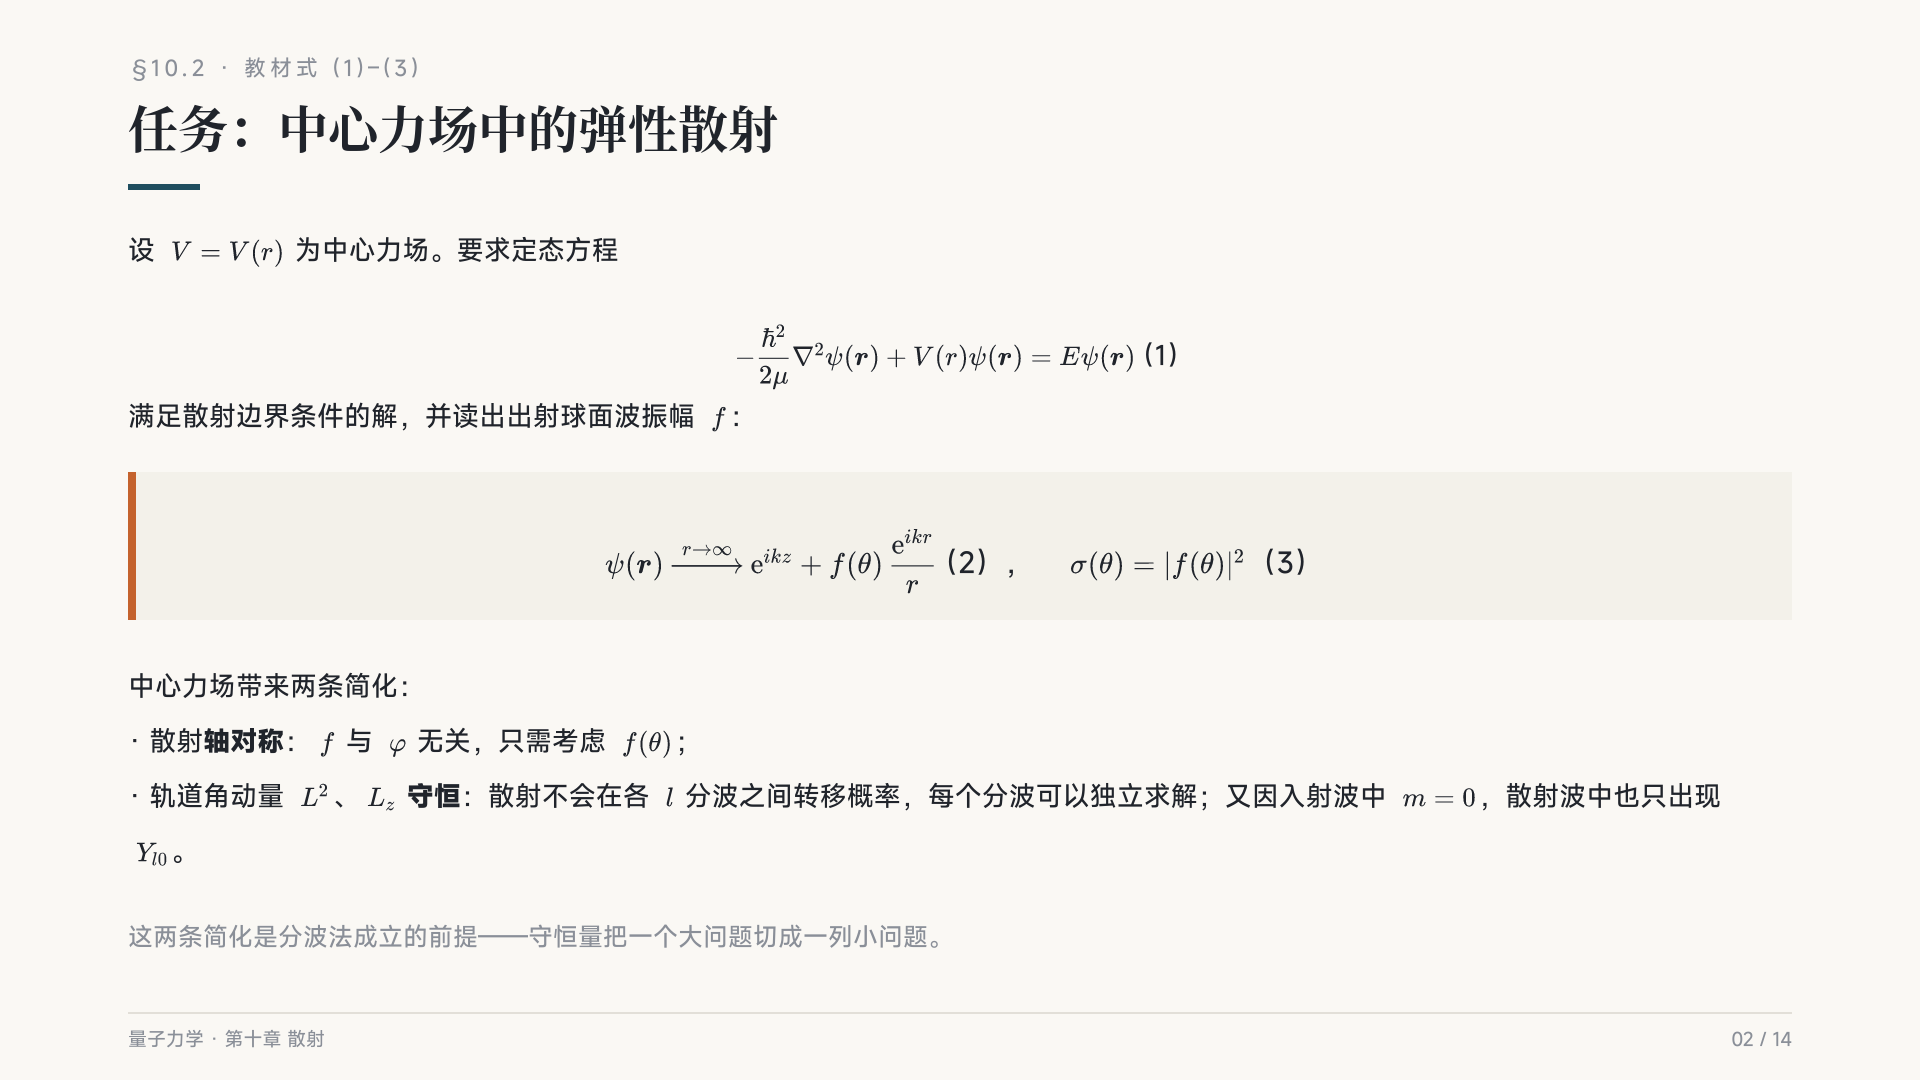 §10.2 · 教材式 (1)–(3)
任务：中心力场中的弹性散射
设 V = V(r) 为中心力场。要求定态方程
−ℏ²/2μ ∇²ψ(r) + V(r)ψ(r) = Eψ(r) (1)
满足散射边界条件的解，并读出出射球面波振幅 f：
ψ(r) —r→∞→ e^{ikz} + f(θ) e^{ikr}/r (2) ， σ(θ) = |f(θ)|² (3)
中心力场带来两条简化：
· 散射轴对称： f 与 φ 无关，只需考虑 f(θ)；
· 轨道角动量 L²、 L_z 守恒：散射不会在各 l 分波之间转移概率，每个分波可以独立求解；又因入射波中 m = 0，散射波中也只出现
Y_{l0}。
这两条简化是分波法成立的前提——守恒量把一个大问题切成一列小问题。
量子力学 · 第十章 散射
02 / 14